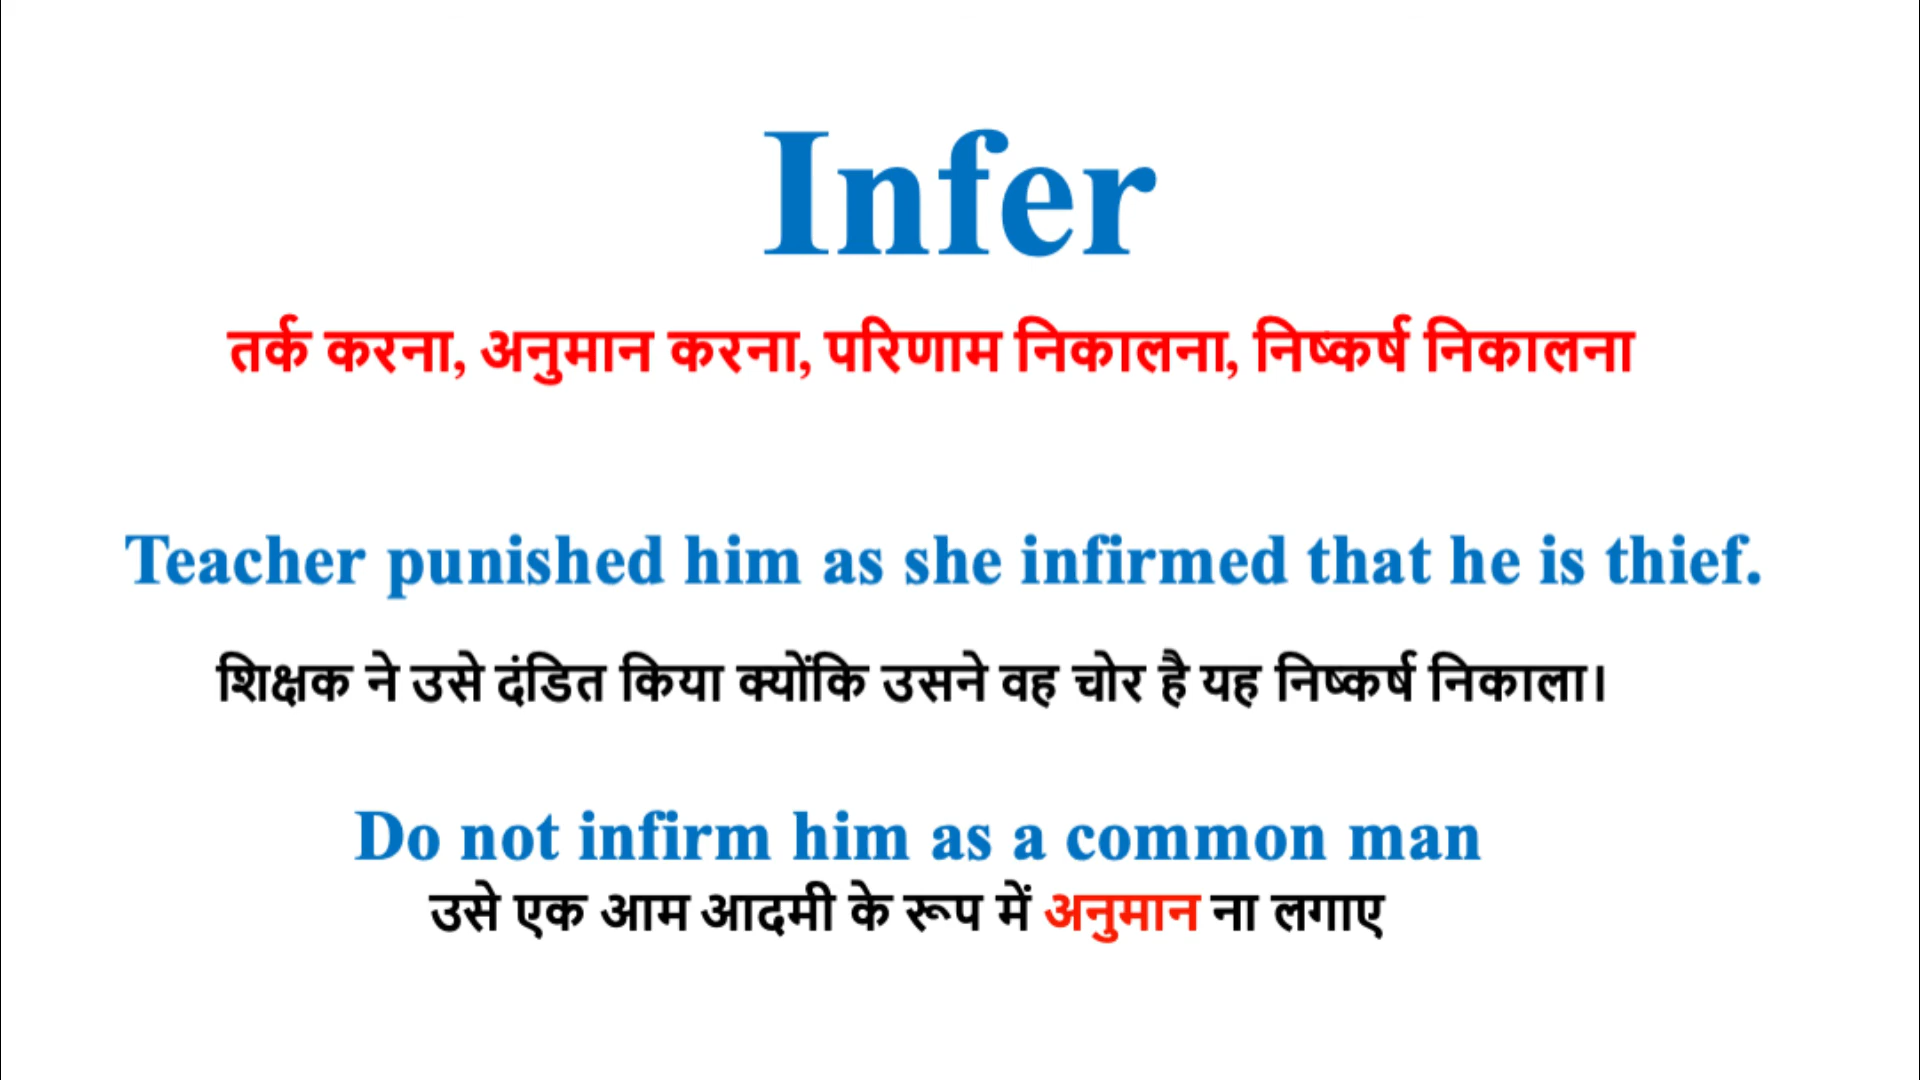 Infer
तर्क करना, अनुमान करना, परिणाम निकालना, निष्कर्ष निकालना
Teacher punished him as she infirmed that he is thief.
शिक्षक ने उसे दंडित किया क्योंकि उसने वह चोर है यह निष्कर्ष निकाला।
Do not infirm him as a common man
उसे एक आम आदमी के रूप में अनुमान ना लगाए